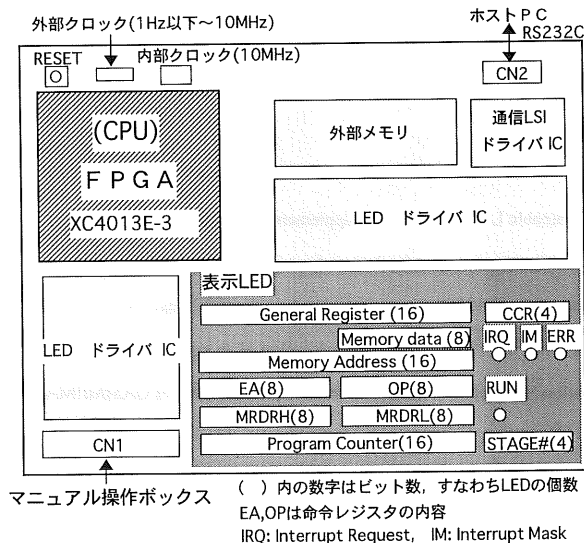 外部クロック(1Hz以下～10MHz)
ホストPC
RS232C
RESET
内部クロック(10MHz)
CN2
(CPU)
FPGA
XC4013E-3
外部メモリ
通信LSI
ドライバ IC
LED ドライバ IC
表示LED
General Register (16)
CCR(4)
Memory data (8)
IRQ
IM
ERR
LED ドライバ IC
Memory Address (16)
EA(8)
OP(8)
RUN
MRDRH(8)
MRDRL(8)
CN1
Program Counter(16)
STAGE#(4)
マニュアル操作ボックス
( )内の数字はビット数，すなわちLEDの個数
EA,OPは命令レジスタの内容
IRQ: Interrupt Request, IM: Interrupt Mask